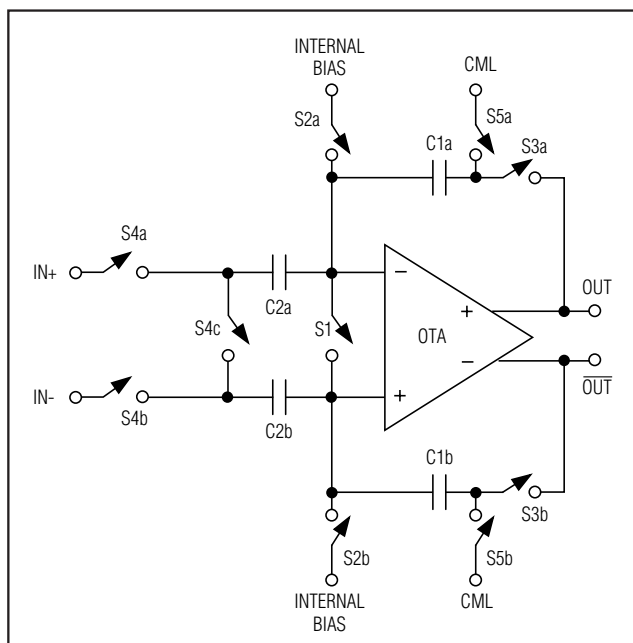 INTERNAL
BIAS
CML
S2a
S5a
C1a
S3a
S4a
IN+
C2a
−
+
OUT
S4c
S1
OTA
−
OUT
IN-
S4b
C2b
+
C1b
S3b
S2b
S5b
INTERNAL
BIAS
CML